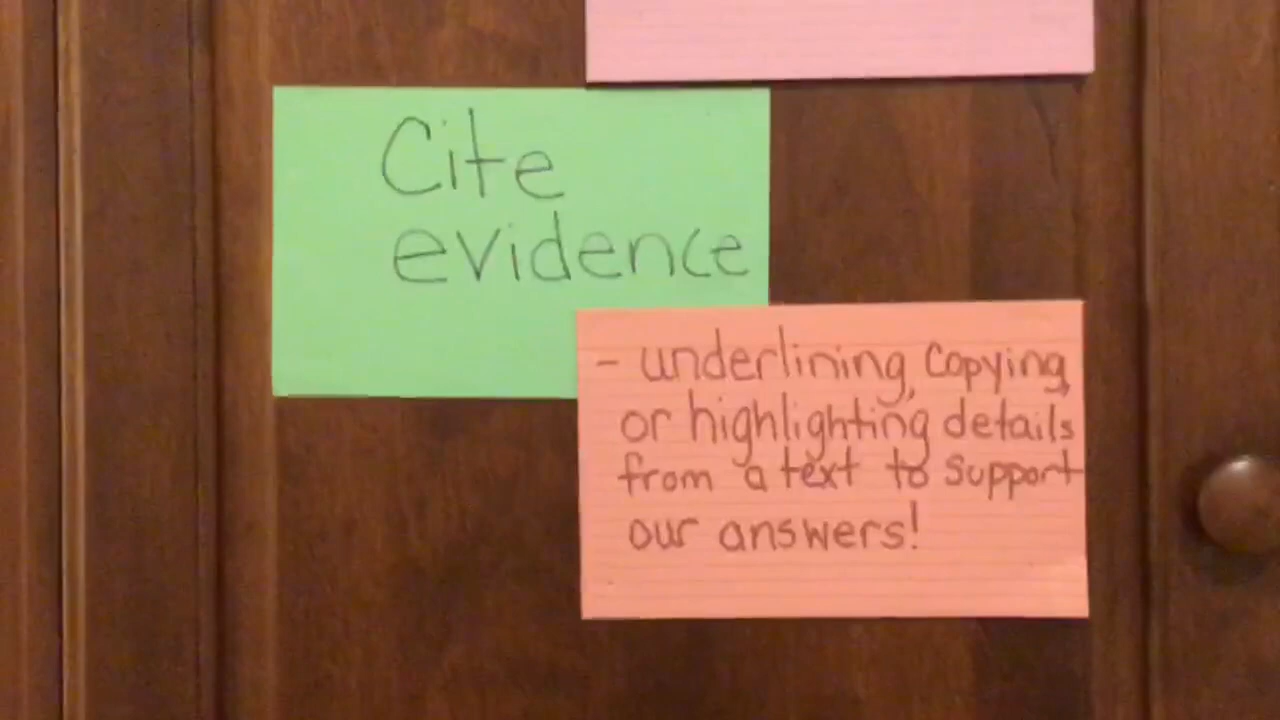 Cite
evidence
- underlining, copying,
or highlighting details
from a text to support
our answers!